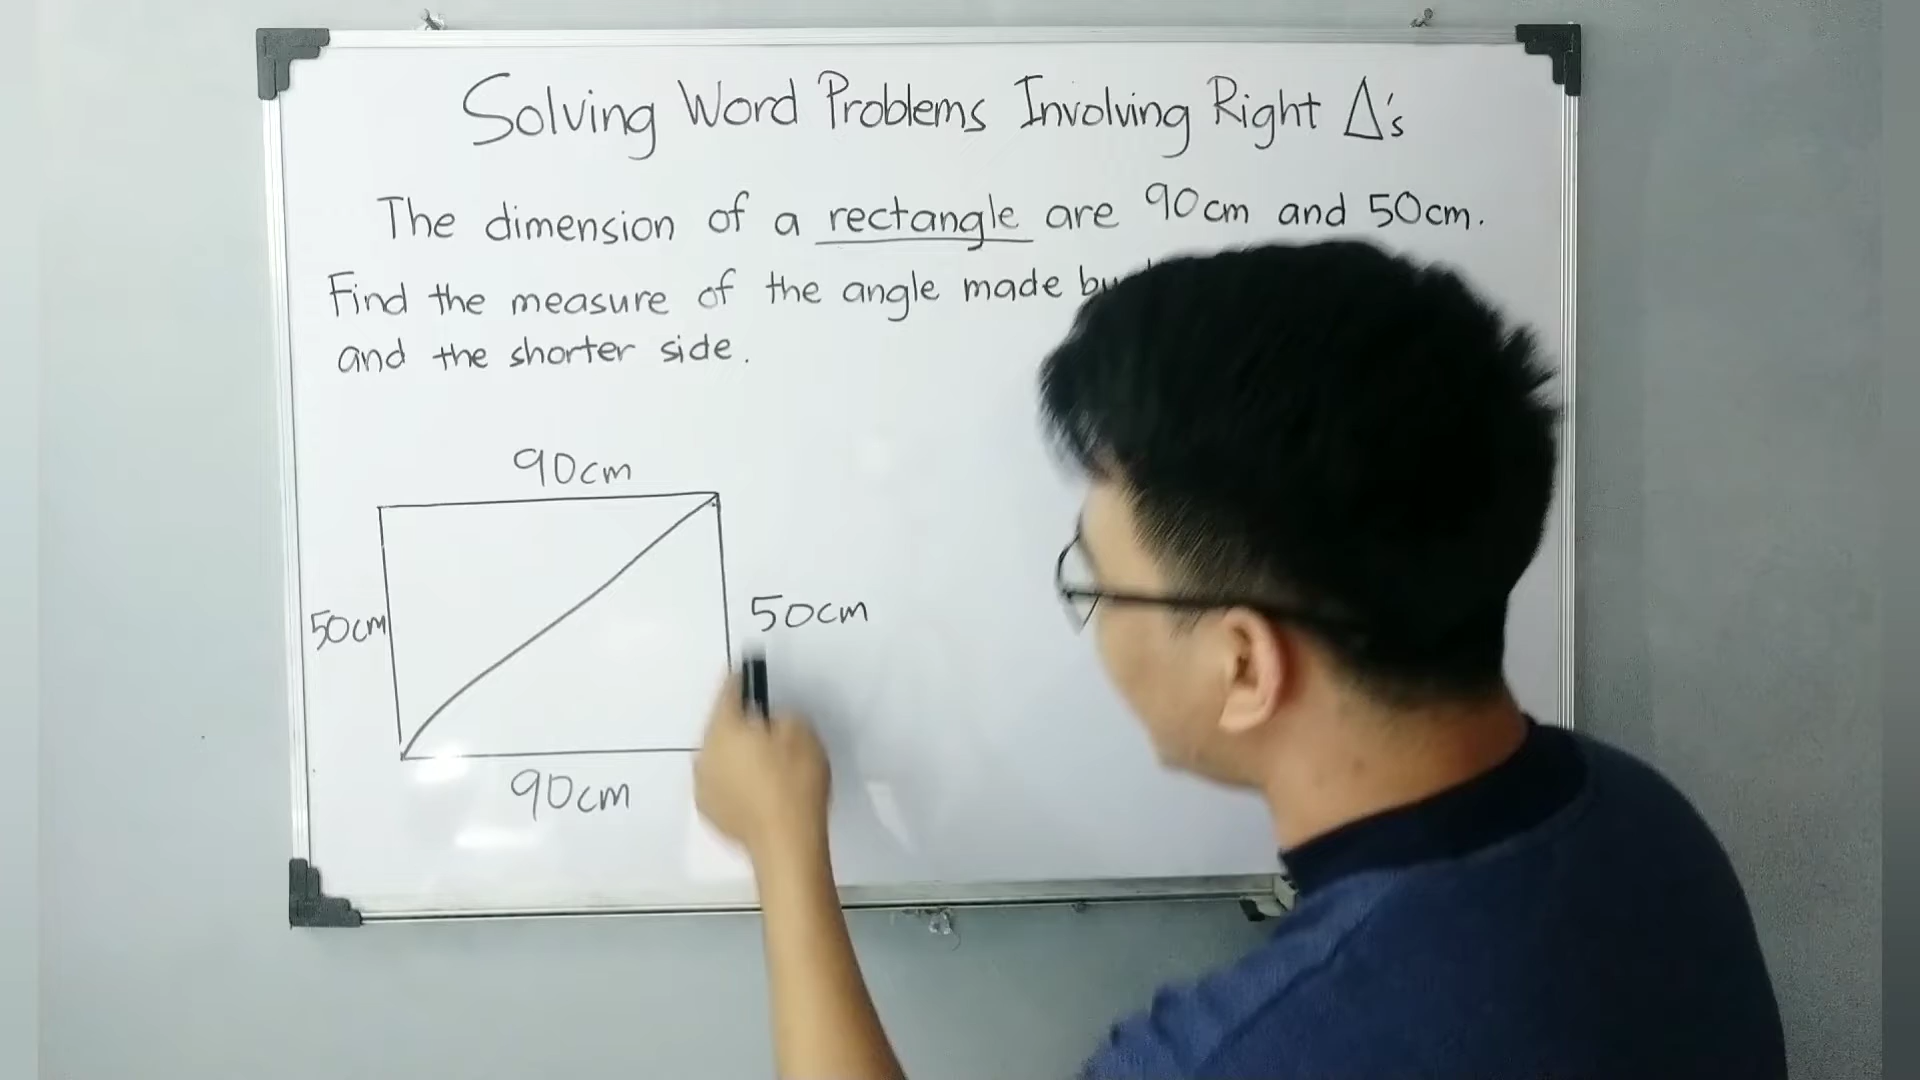 Solving Word Problems Involving Right Δ's
The dimension of a rectangle are 90cm and 50cm.
Find the measure of the angle made by
and the shorter side.
90cm
50cm
50cm
90cm